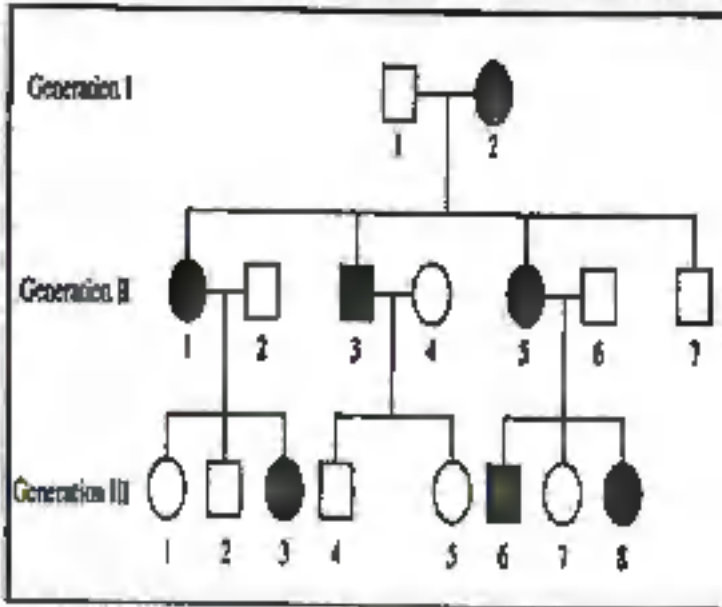 Generation I
1 2
Generation II
1 2 3 4 5 6 7
Generation III
1 2 3 4 5 6 7 8